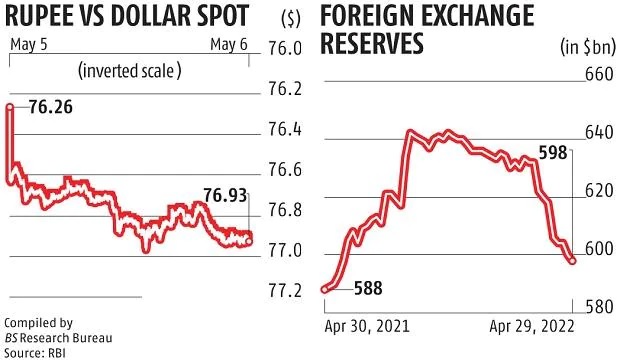 RUPEE VS DOLLAR SPOT
($)
May 5
May 6
(inverted scale)
76.0
76.2
76.4
76.6
76.8
77.0
77.2
76.26
76.93
Compiled by
BS Research Bureau
Source: RBI
FOREIGN EXCHANGE
RESERVES
(in $bn)
660
640
620
600
580
598
588
Apr 30, 2021
Apr 29, 2022